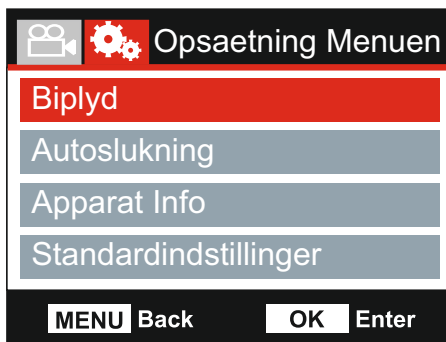 Opsaetning Menuen
Biplyd
Autoslukning
Apparat Info
Standardindstillinger
MENU Back OK Enter